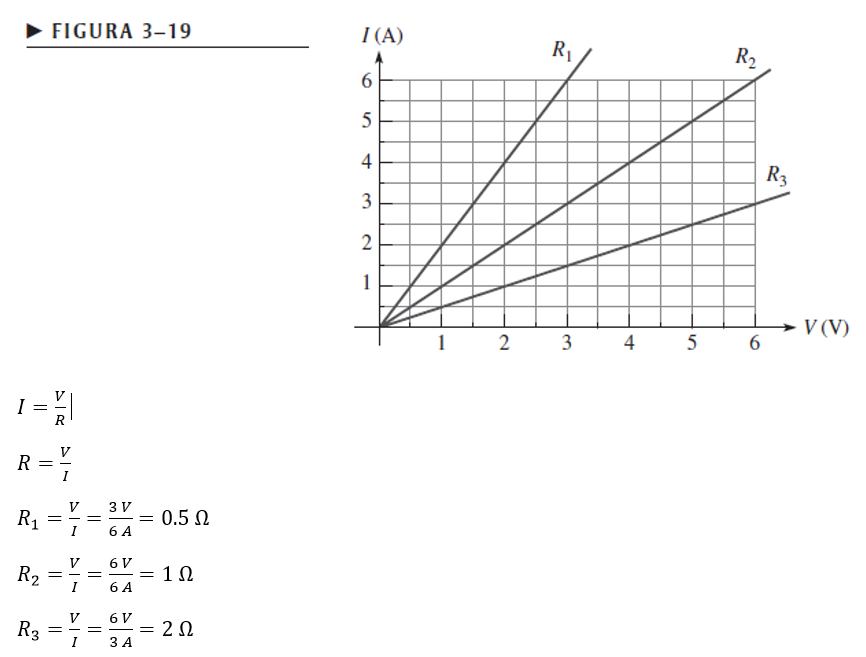 ► FIGURA 3–19
I (A)
R₁
R₂
6
5
4
R₃
3
2
1
V (V)
1 2 3 4 5 6
I = V/R
R = V/I
R₁ = V/I = 3 V/6 A = 0.5 Ω
R₂ = V/I = 6 V/6 A = 1 Ω
R₃ = V/I = 6 V/3 A = 2 Ω